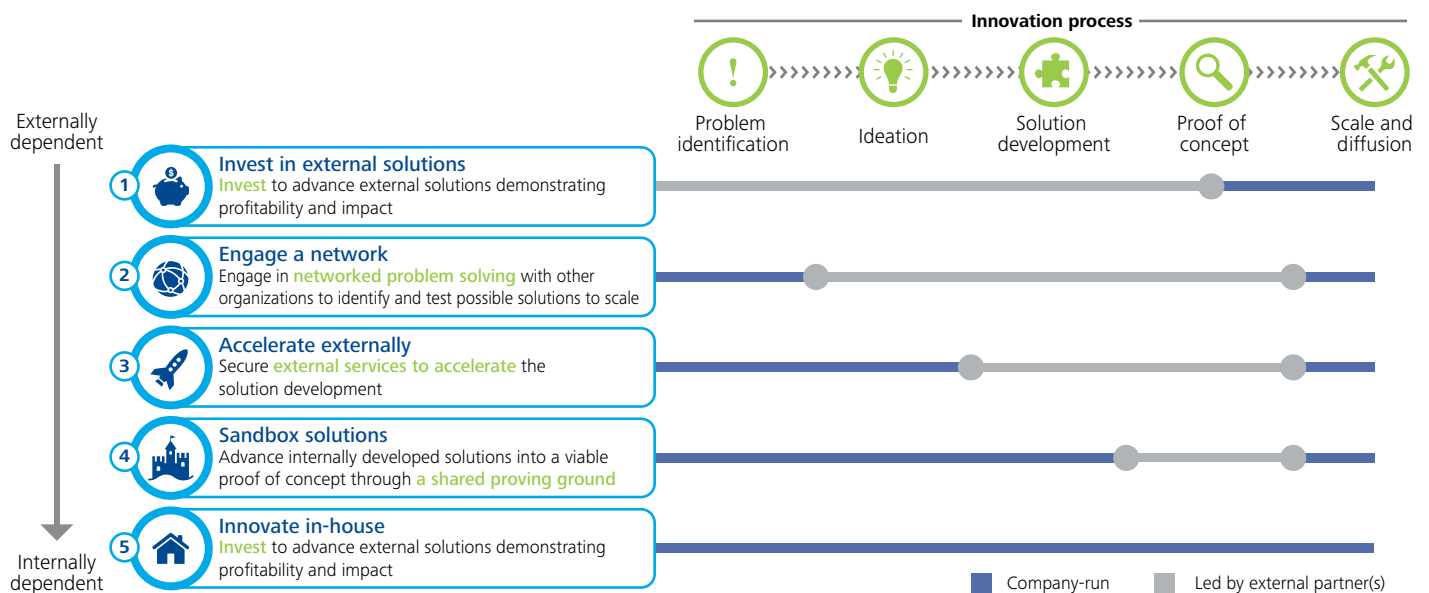 Innovation process
!
Problem
identification
Ideation
Solution
development
Proof of
concept
Scale and
diffusion
Externally
dependent
1
$
Invest in external solutions
Invest to advance external solutions demonstrating
profitability and impact
2
Engage a network
Engage in networked problem solving with other
organizations to identify and test possible solutions to scale
3
Accelerate externally
Secure external services to accelerate the
solution development
4
Sandbox solutions
Advance internally developed solutions into a viable
proof of concept through a shared proving ground
5
Innovate in-house
Invest to advance external solutions demonstrating
profitability and impact
Internally
dependent
Company-run
Led by external partner(s)